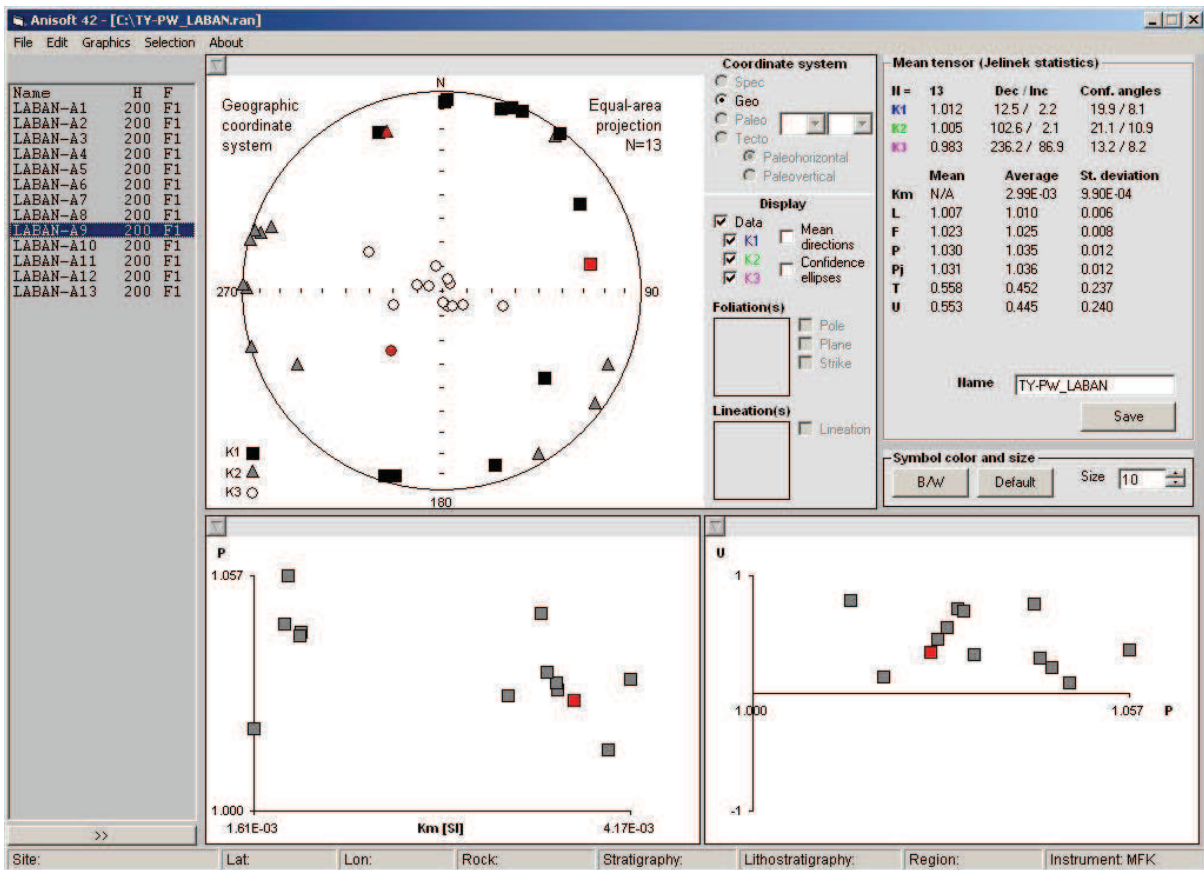 Anisoft 42 - [C:\TY-PW_LABAN.ran]
File Edit Graphics Selection About
Name H F
LABAN-A1 200 F1
LABAN-A2 200 F1
LABAN-A3 200 F1
LABAN-A4 200 F1
LABAN-A5 200 F1
LABAN-A6 200 F1
LABAN-A7 200 F1
LABAN-A8 200 F1
LABAN-A9 200 F1
LABAN-A10 200 F1
LABAN-A11 200 F1
LABAN-A12 200 F1
LABAN-A13 200 F1
>>
Geographic
coordinate
system
N
Equal-area
projection
N=13
270
90
180
K1
K2
K3
Coordinate system
Spec
Geo
Paleo
Tecto
Paleohorizontal
Paleovertical
Display
Data
K1
K2
K3
Mean
directions
Confidence
ellipses
Foliation(s)
Pole
Plane
Strike
Lineation(s)
Lineation
Mean tensor (Jelinek statistics)
N = 13 Dec / Inc Conf. angles
K1 1.012 12.5 / 2.2 19.9 / 8.1
K2 1.005 102.6 / 2.1 21.1 / 10.9
K3 0.983 236.2 / 86.9 13.2 / 8.2
Mean Average St. deviation
Km N/A 2.99E-03 9.90E-04
L 1.007 1.010 0.006
F 1.023 1.025 0.008
P 1.030 1.035 0.012
Pj 1.031 1.036 0.012
T 0.558 0.452 0.237
U 0.553 0.445 0.240
Name TY-PW_LABAN
Save
Symbol color and size
B/W Default Size 10
P
1.057
1.000
1.61E-03 Km [SI] 4.17E-03
U
1
1.000 1.057 P
-1
Site: Lat: Lon: Rock: Stratigraphy: Lithostratigraphy: Region: Instrument: MFK